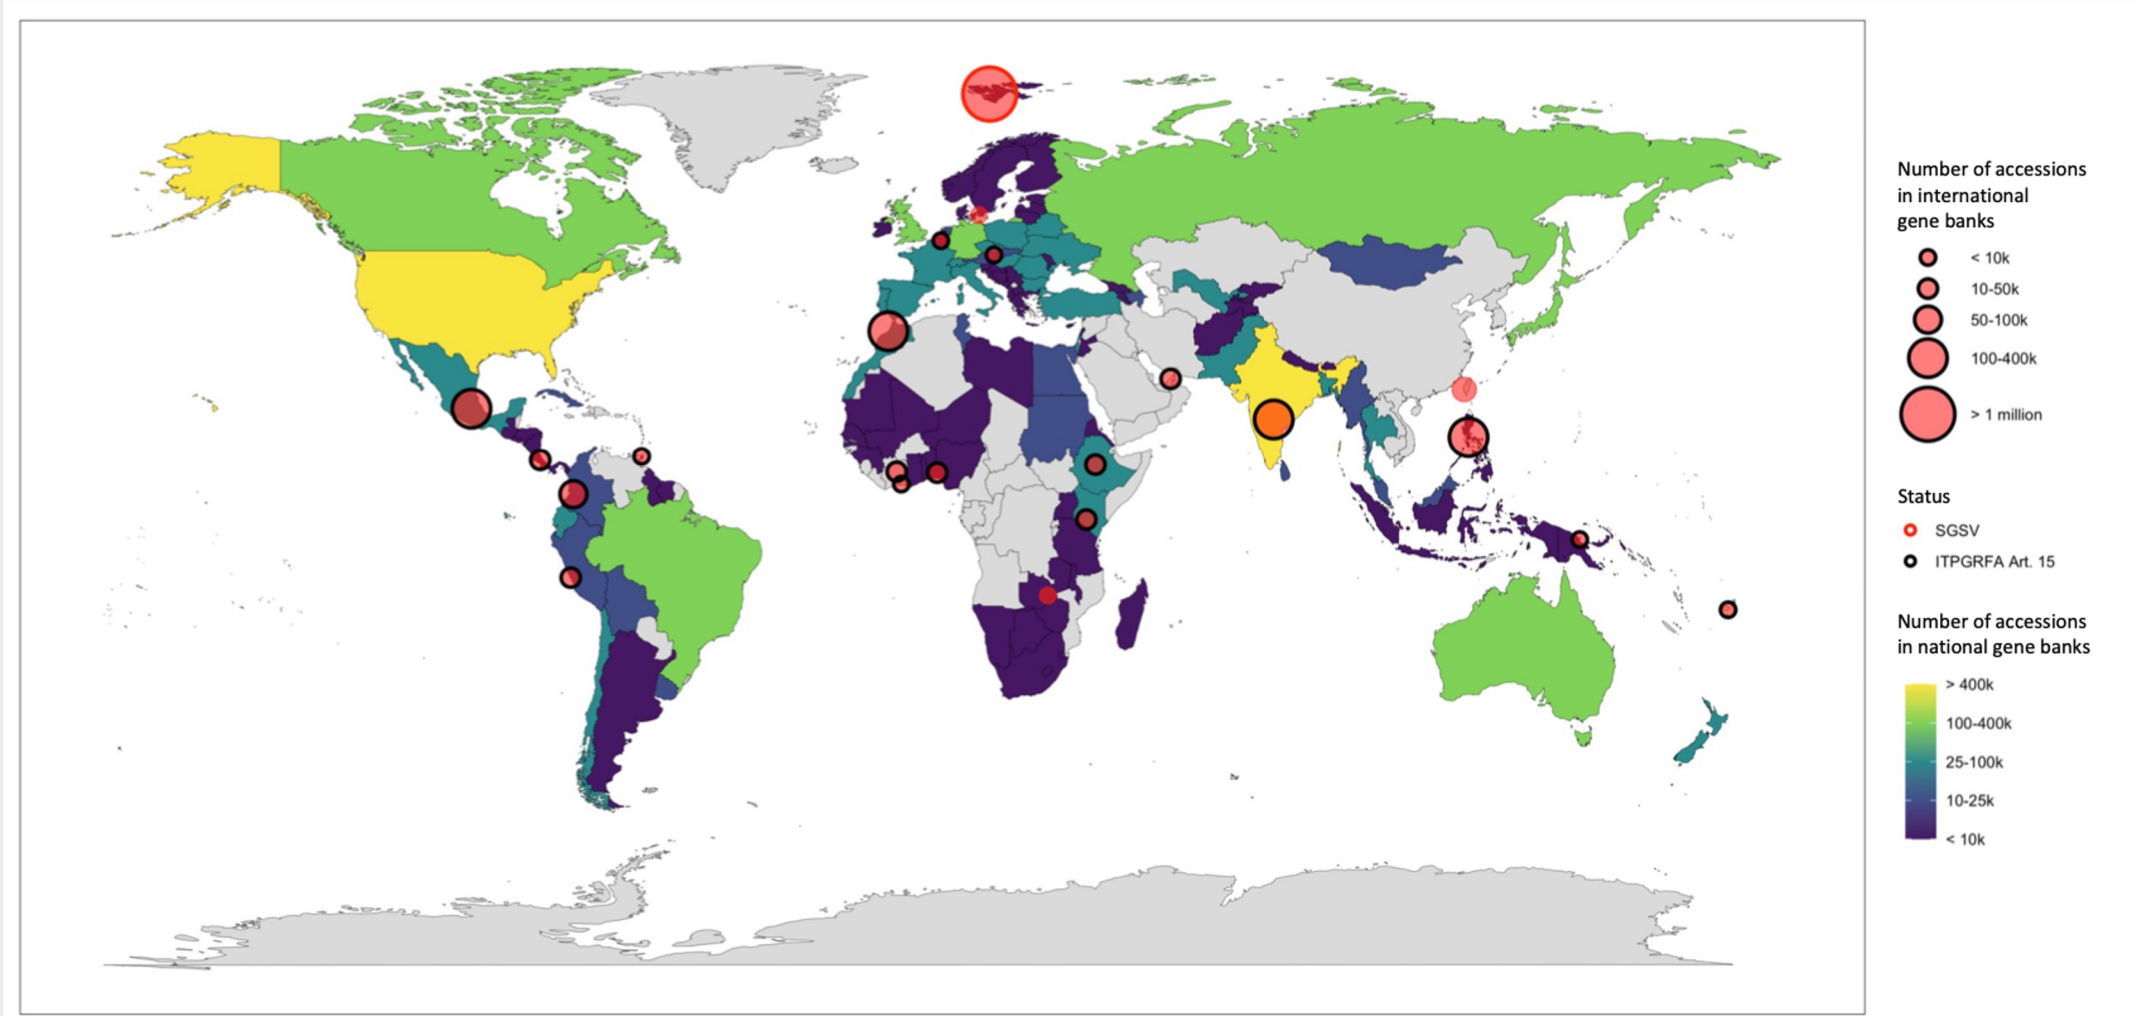 Number of accessions
in international
gene banks
< 10k
10-50k
50-100k
100-400k
> 1 million
Status
SGSV
ITPGRFA Art. 15
Number of accessions
in national gene banks
> 400k
100-400k
25-100k
10-25k
< 10k